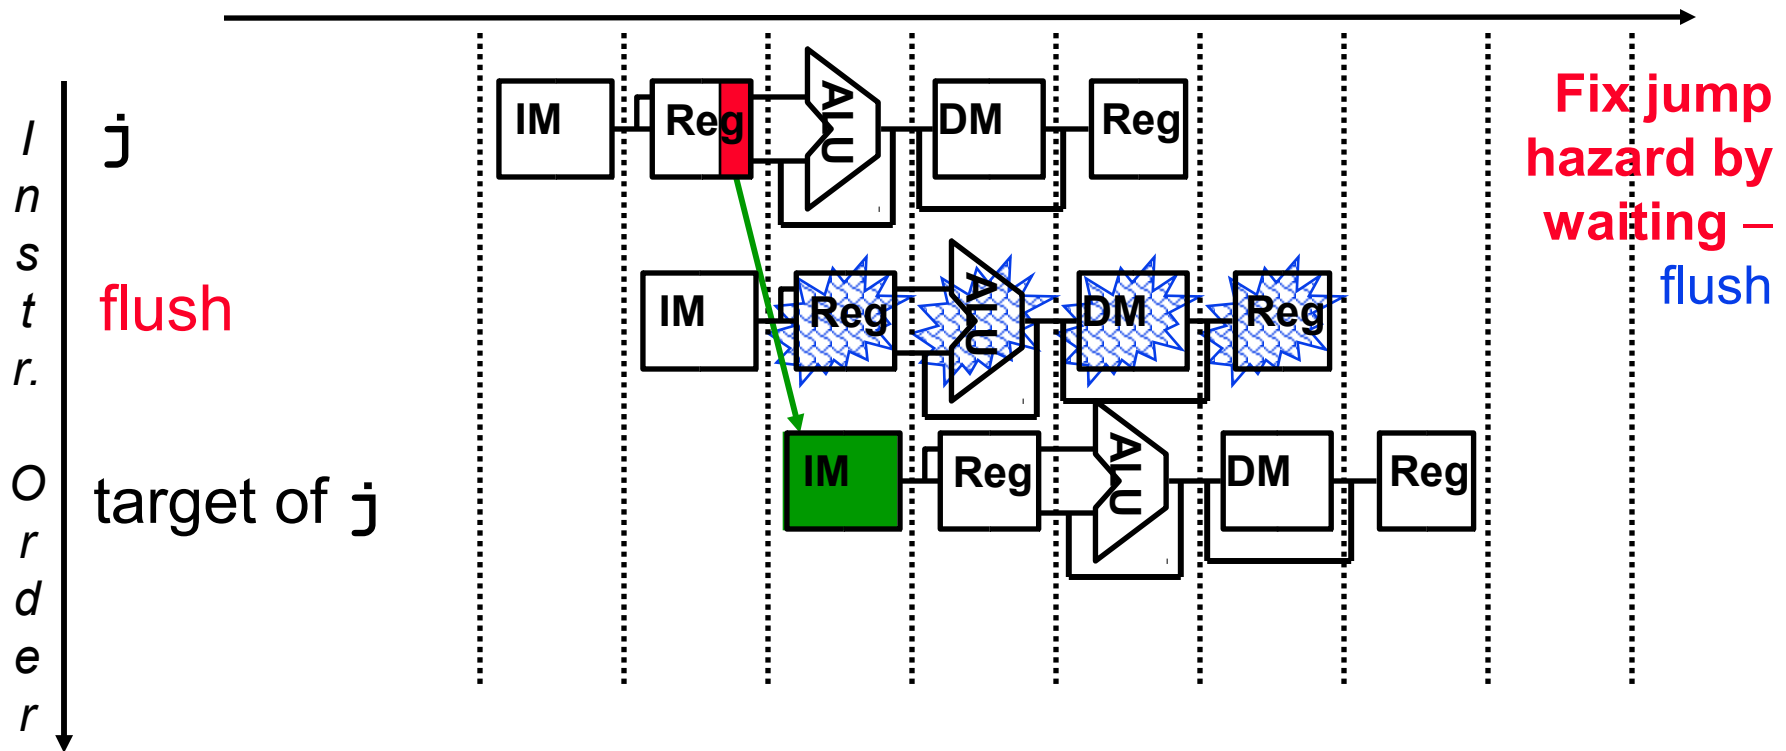 I
n
s
t
r.
O
r
d
e
r
j
IM
Reg
ALU
DM
Reg
Fix jump
hazard by
waiting –
flush
flush
IM
Reg
ALU
DM
Reg
target of j
IM
Reg
ALU
DM
Reg